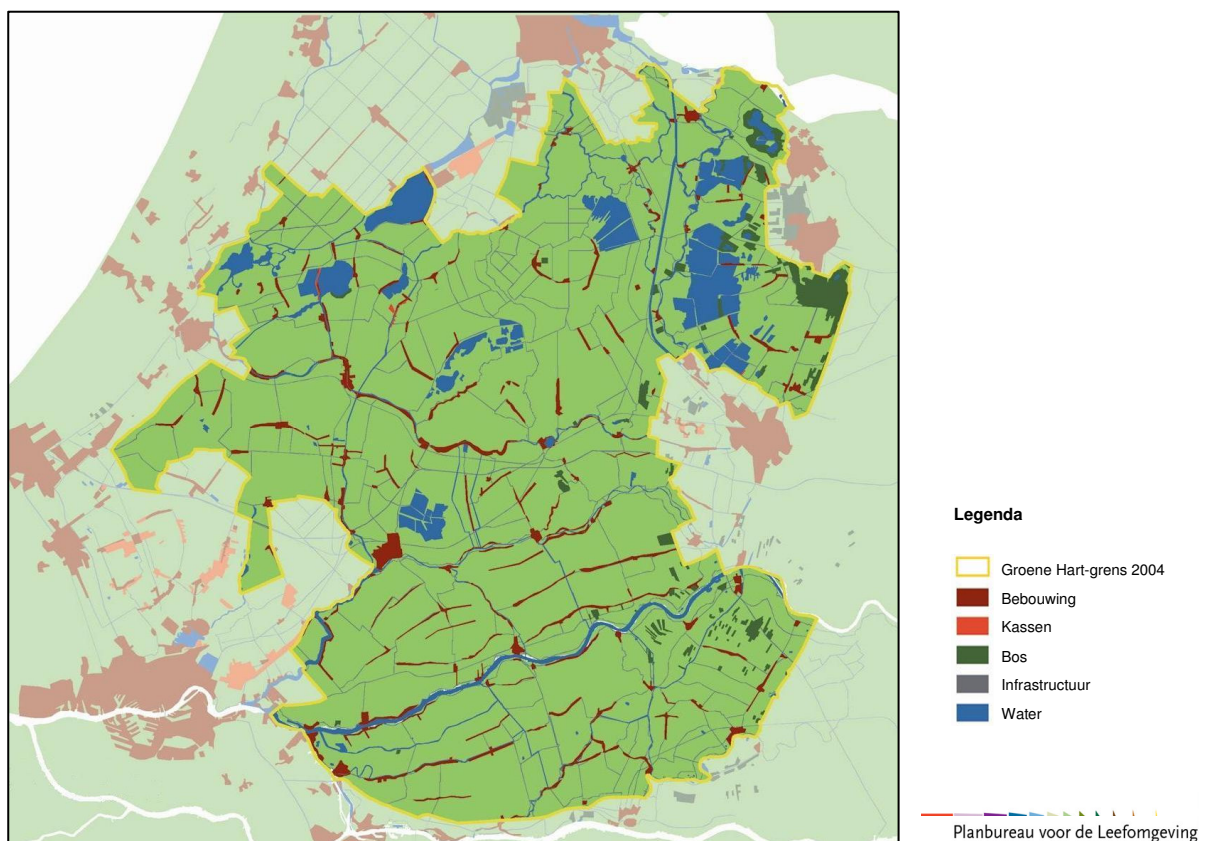 Legenda
Groene Hart-grens 2004
Bebouwing
Kassen
Bos
Infrastructuur
Water
Planbureau voor de Leefomgeving